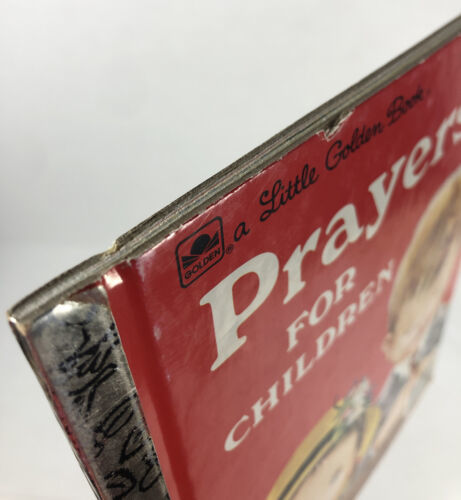 a Little Golden Book
GOLDEN
®
Prayers
FOR
CHILDREN